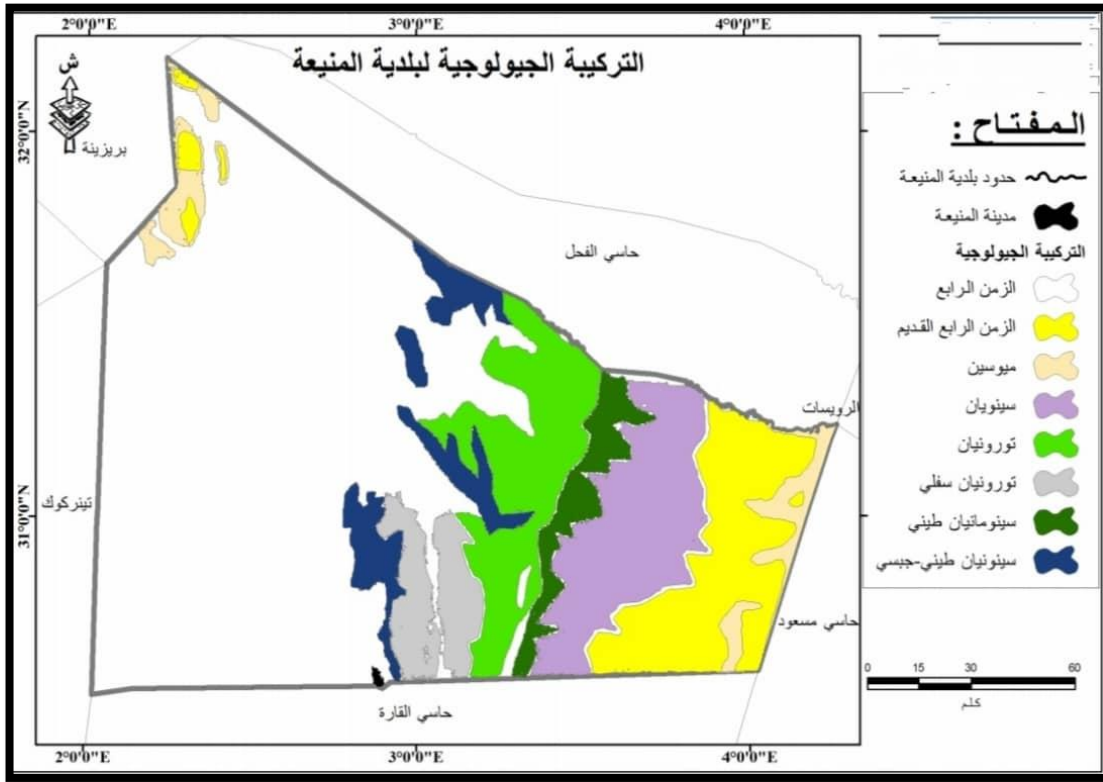 2°0'0"E 3°0'0"E 4°0'0"E
التركيبة الجيولوجية لبلدية المنيعة
ش
32°0'0"N
بريزينة
حاسي الفحل
الرويسات
تينركوك
31°0'0"N
حاسي مسعود
حاسي القارة
2°0'0"E 3°0'0"E 4°0'0"E
المفتاح :
حدود بلدية المنيعة
مدينة المنيعة
التركيبة الجيولوجية
الزمن الرابع
الزمن الرابع القديم
ميوسين
سينويان
تورونيان
تورونيان سفلي
سينومانيان طيني
سينونيان طيني-جبسي
0 15 30 60
كلم